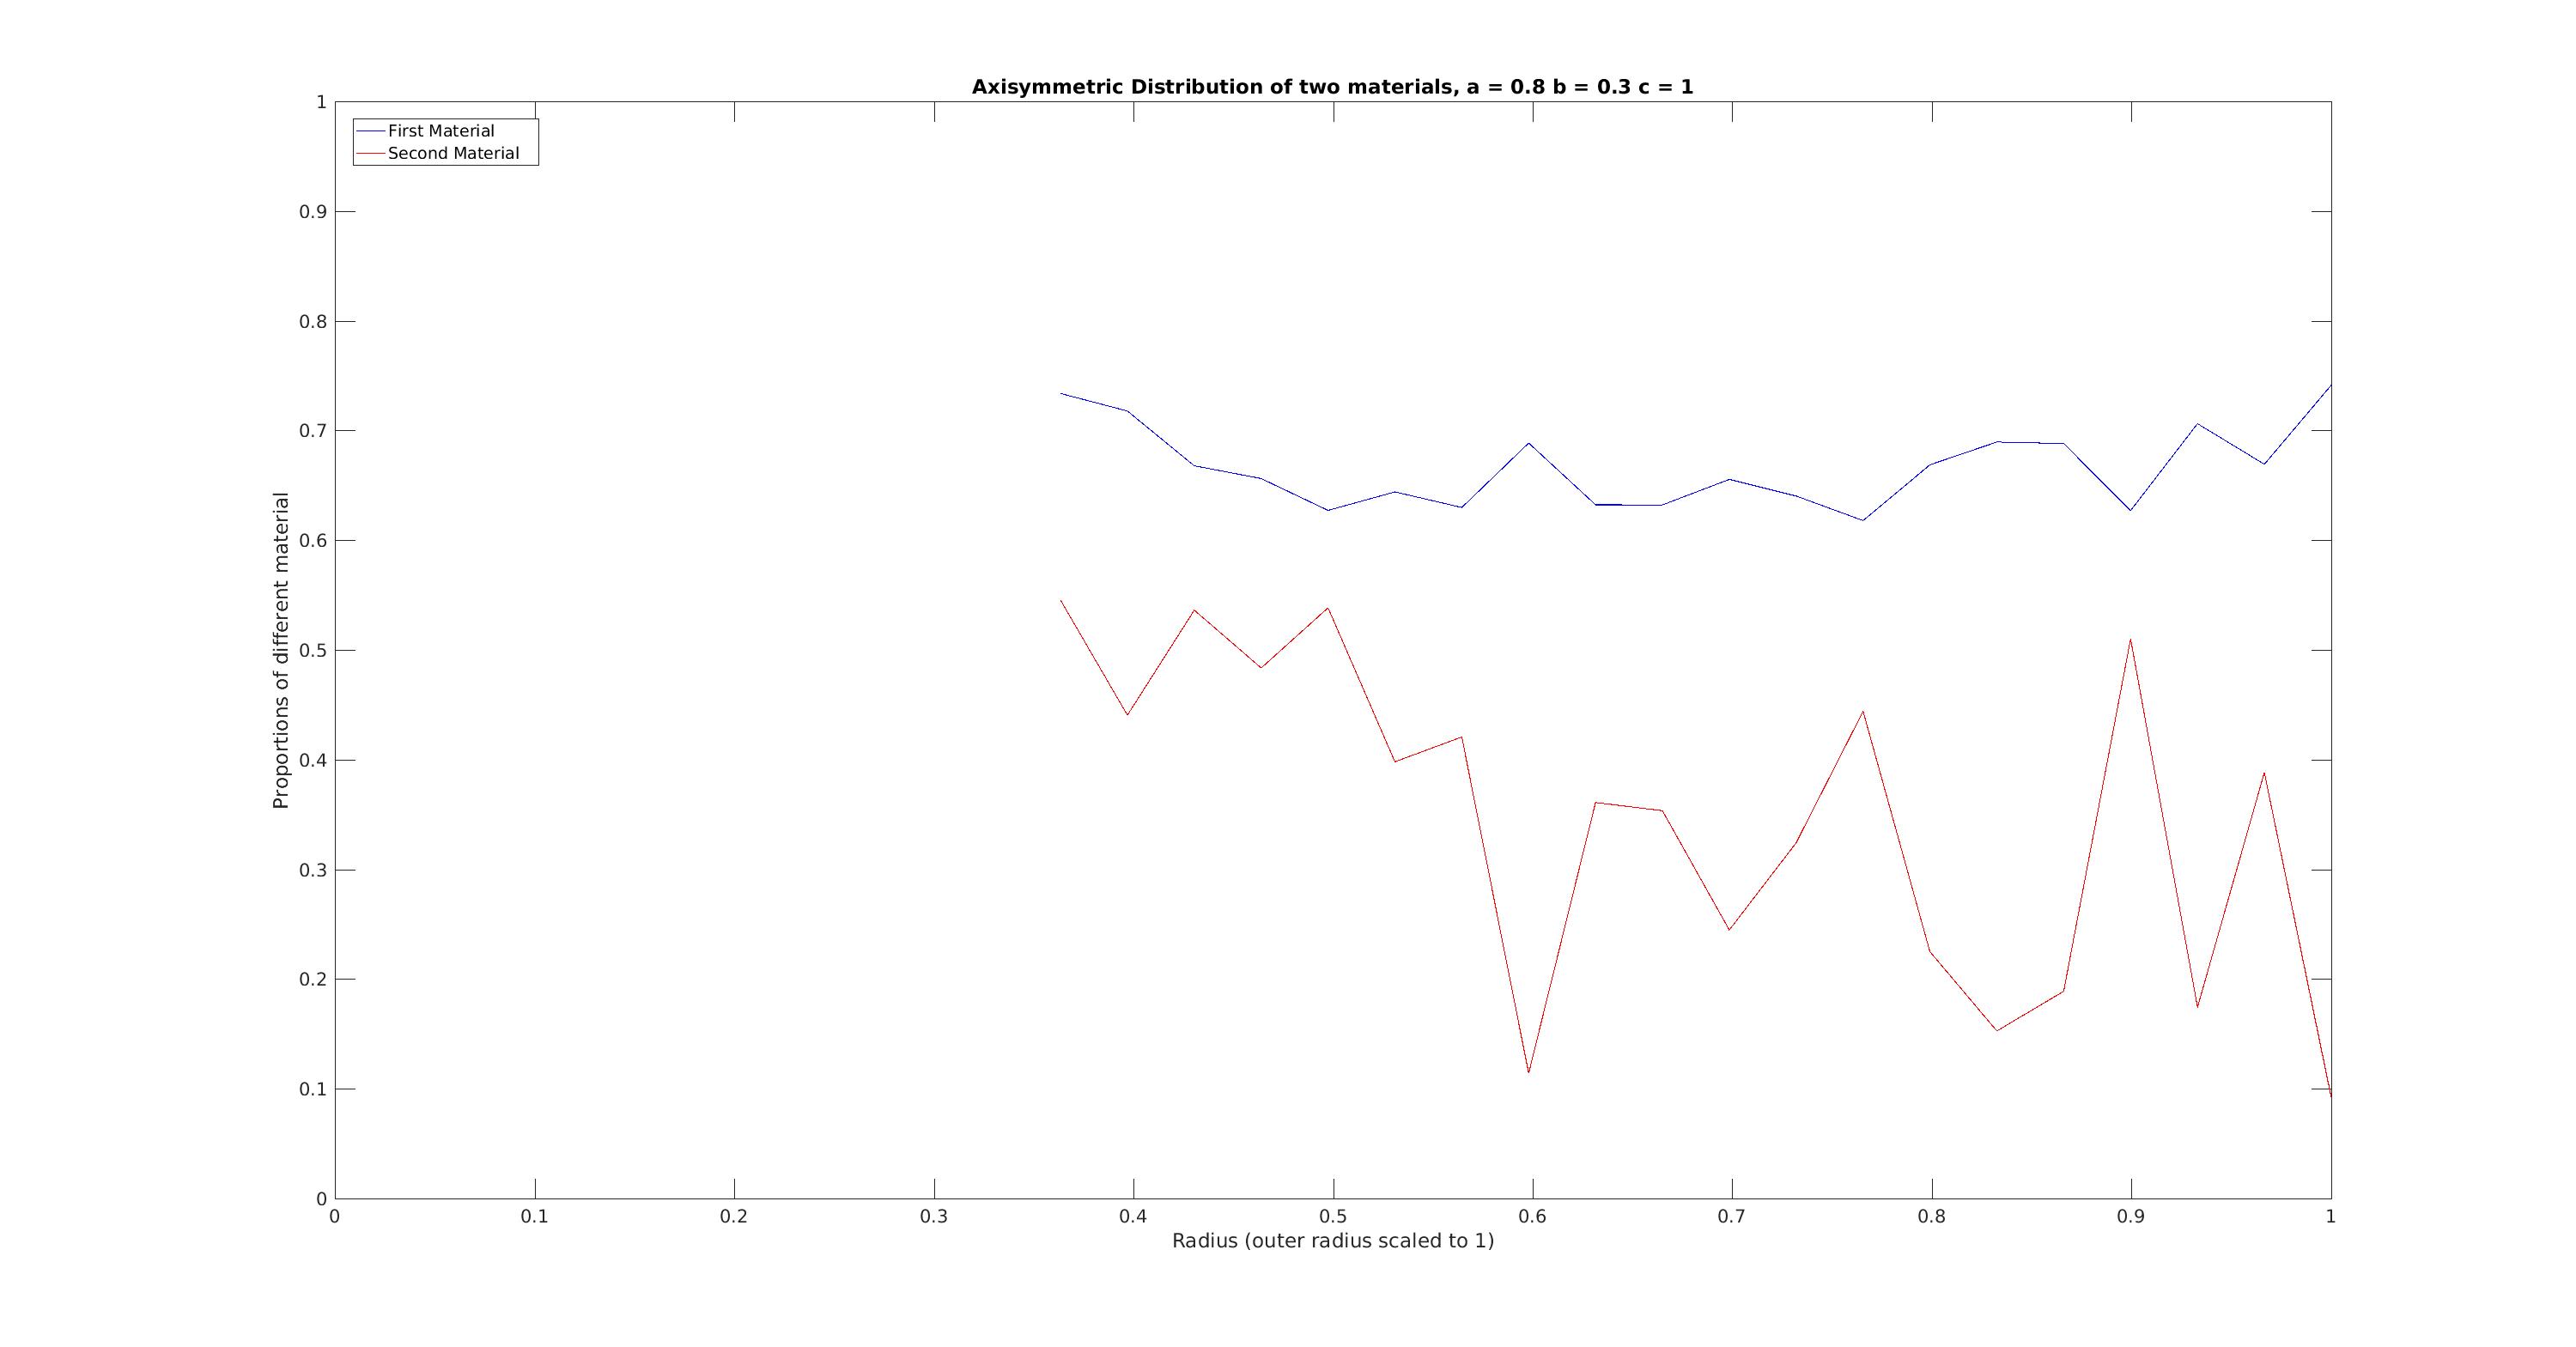 Axisymmetric Distribution of two materials, a = 0.8 b = 0.3 c = 1
First Material
Second Material
Proportions of different material
1
0.9
0.8
0.7
0.6
0.5
0.4
0.3
0.2
0.1
0
0 0.1 0.2 0.3 0.4 0.5 0.6 0.7 0.8 0.9 1
Radius (outer radius scaled to 1)